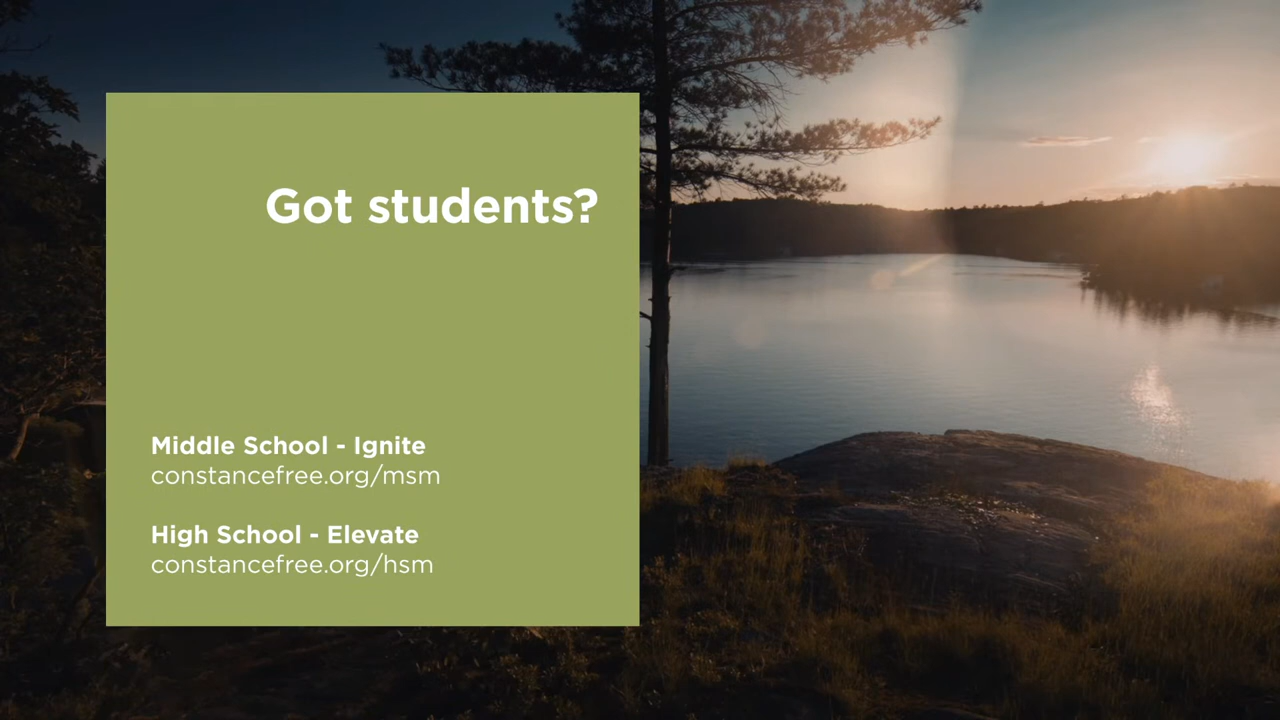 Got students?
Middle School - Ignite
constancefree.org/msm
High School - Elevate
constancefree.org/hsm